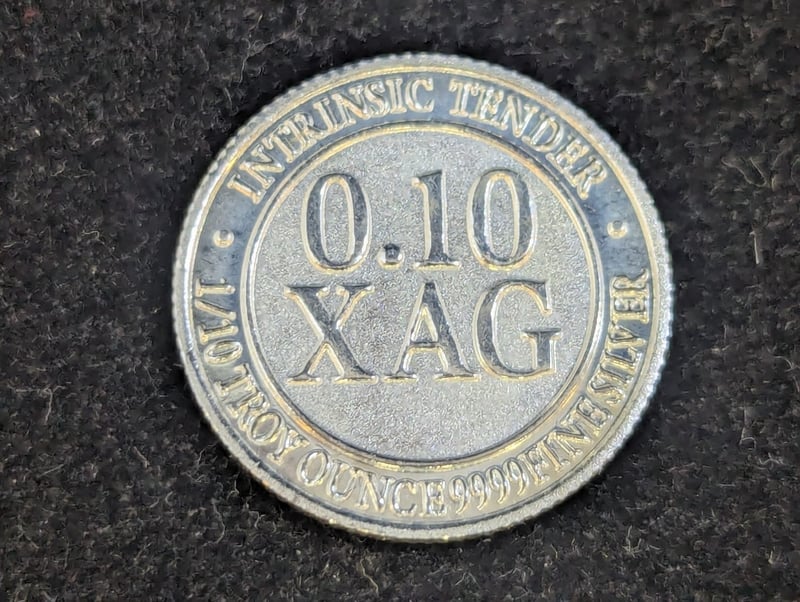 INTRINSIC TENDER
0.10
XAG
1/10 TROY OUNCE 9999 FINE SILVER